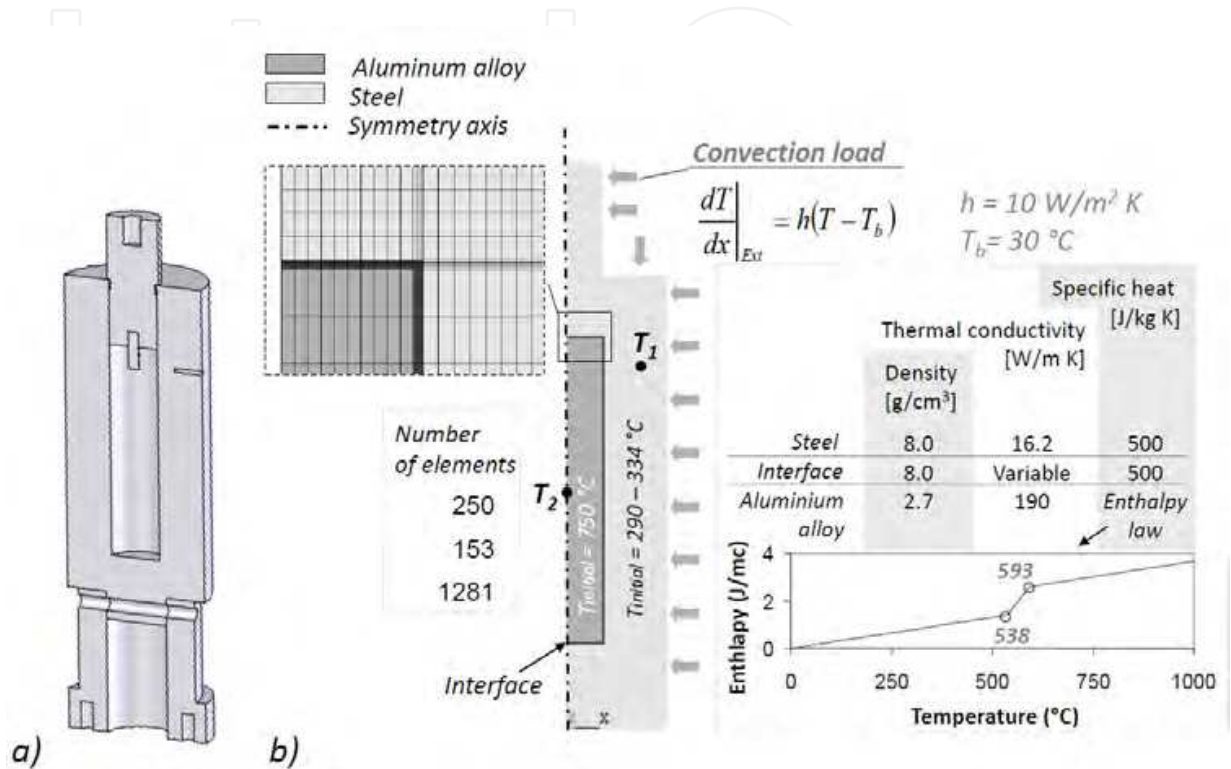 Aluminum alloy
Steel
Symmetry axis
Convection load
dT/dx|Ext = h(T − Tb)
h = 10 W/m² K
Tb= 30 °C
Specific heat
[J/kg K]
Thermal conductivity
[W/m K]
Density
[g/cm³]
Steel 8.0 16.2 500
Interface 8.0 Variable 500
Aluminium 2.7 190 Enthalpy
alloy law
T1
T2
Number
of elements
250
153
1281
Tinitial = 750 °C
Tinitial = 290 – 334 °C
Interface
x
Enthlapy (J/mc)
4
2
0
593
538
0 250 500 750 1000
Temperature (°C)
a)
b)